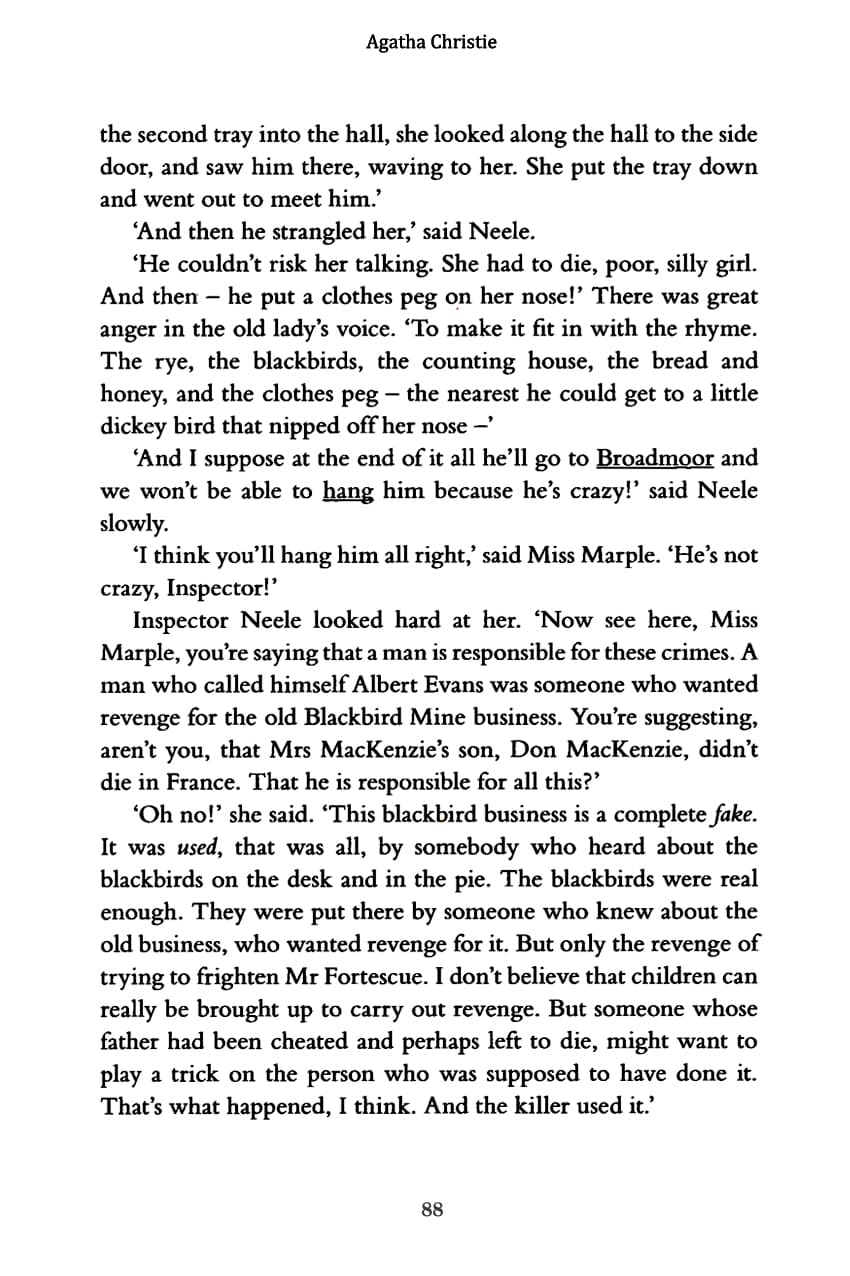 Agatha Christie
the second tray into the hall, she looked along the hall to the side
door, and saw him there, waving to her. She put the tray down
and went out to meet him.’
‘And then he strangled her,’ said Neele.
‘He couldn’t risk her talking. She had to die, poor, silly girl.
And then – he put a clothes peg on her nose!’ There was great
anger in the old lady’s voice. ‘To make it fit in with the rhyme.
The rye, the blackbirds, the counting house, the bread and
honey, and the clothes peg – the nearest he could get to a little
dickey bird that nipped off her nose –’
‘And I suppose at the end of it all he’ll go to Broadmoor and
we won’t be able to hang him because he’s crazy!’ said Neele
slowly.
‘I think you’ll hang him all right,’ said Miss Marple. ‘He’s not
crazy, Inspector!’
Inspector Neele looked hard at her. ‘Now see here, Miss
Marple, you’re saying that a man is responsible for these crimes. A
man who called himself Albert Evans was someone who wanted
revenge for the old Blackbird Mine business. You’re suggesting,
aren’t you, that Mrs MacKenzie’s son, Don MacKenzie, didn’t
die in France. That he is responsible for all this?’
‘Oh no!’ she said. ‘This blackbird business is a complete fake.
It was used, that was all, by somebody who heard about the
blackbirds on the desk and in the pie. The blackbirds were real
enough. They were put there by someone who knew about the
old business, who wanted revenge for it. But only the revenge of
trying to frighten Mr Fortescue. I don’t believe that children can
really be brought up to carry out revenge. But someone whose
father had been cheated and perhaps left to die, might want to
play a trick on the person who was supposed to have done it.
That’s what happened, I think. And the killer used it.’
88